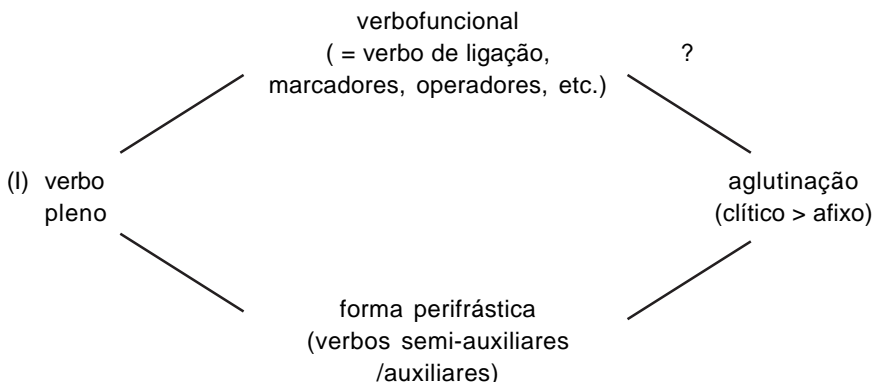 verbofuncional
( = verbo de ligação,
marcadores, operadores, etc.)
?
(I) verbo
pleno
aglutinação
(clítico > afixo)
forma perifrástica
(verbos semi-auxiliares
/auxiliares)